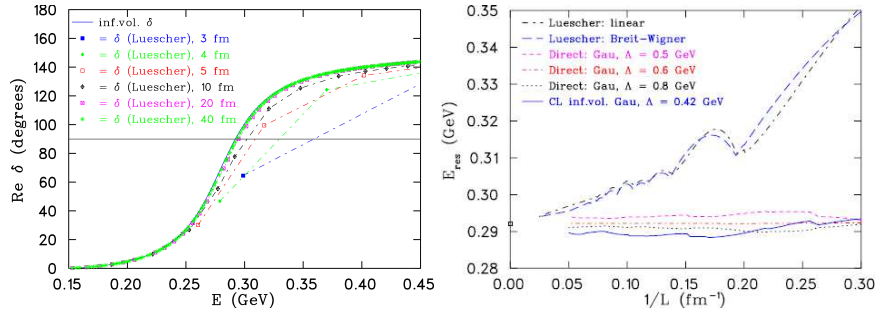 inf.vol. δ
= δ (Luescher), 3 fm
= δ (Luescher), 4 fm
= δ (Luescher), 5 fm
= δ (Luescher), 10 fm
= δ (Luescher), 20 fm
= δ (Luescher), 40 fm
180
160
140
120
100
80
60
40
20
0
Re δ (degrees)
0.15
0.20
0.25
0.30
0.35
0.40
0.45
E (GeV)
Luescher: linear
Luescher: Breit-Wigner
Direct: Gau, Λ = 0.5 GeV
Direct: Gau, Λ = 0.6 GeV
Direct: Gau, Λ = 0.8 GeV
CL inf.vol. Gau, Λ = 0.42 GeV
0.35
0.34
0.33
0.32
0.31
0.30
0.29
0.28
E_res (GeV)
0.00
0.05
0.10
0.15
0.20
0.25
0.30
1/L (fm⁻¹)